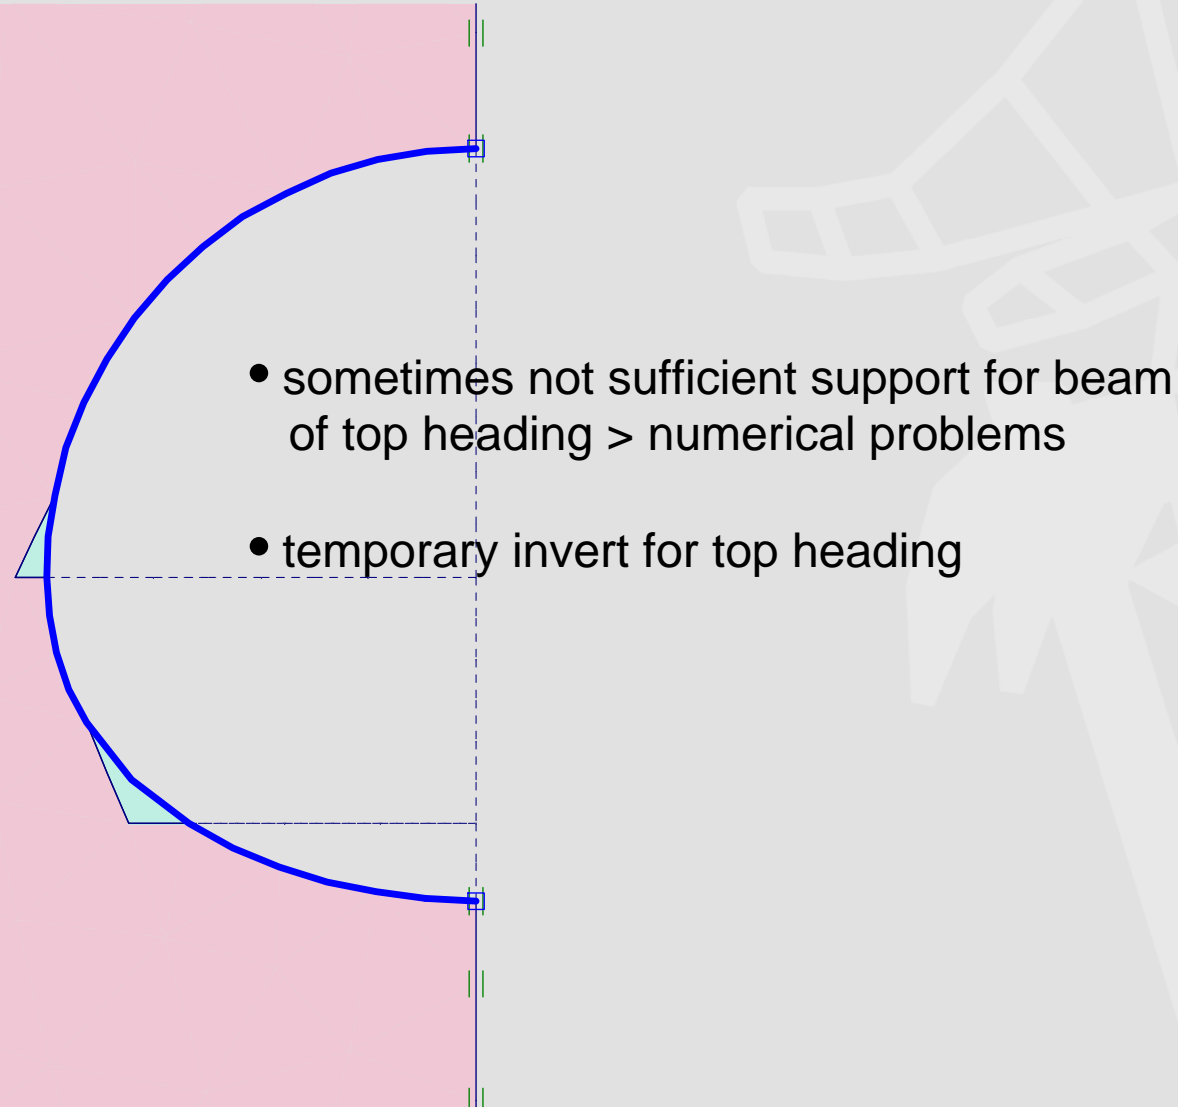 • sometimes not sufficient support for beam
of top heading > numerical problems
• temporary invert for top heading